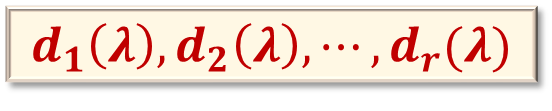 d₁(λ), d₂(λ), ⋯, dᵣ(λ)